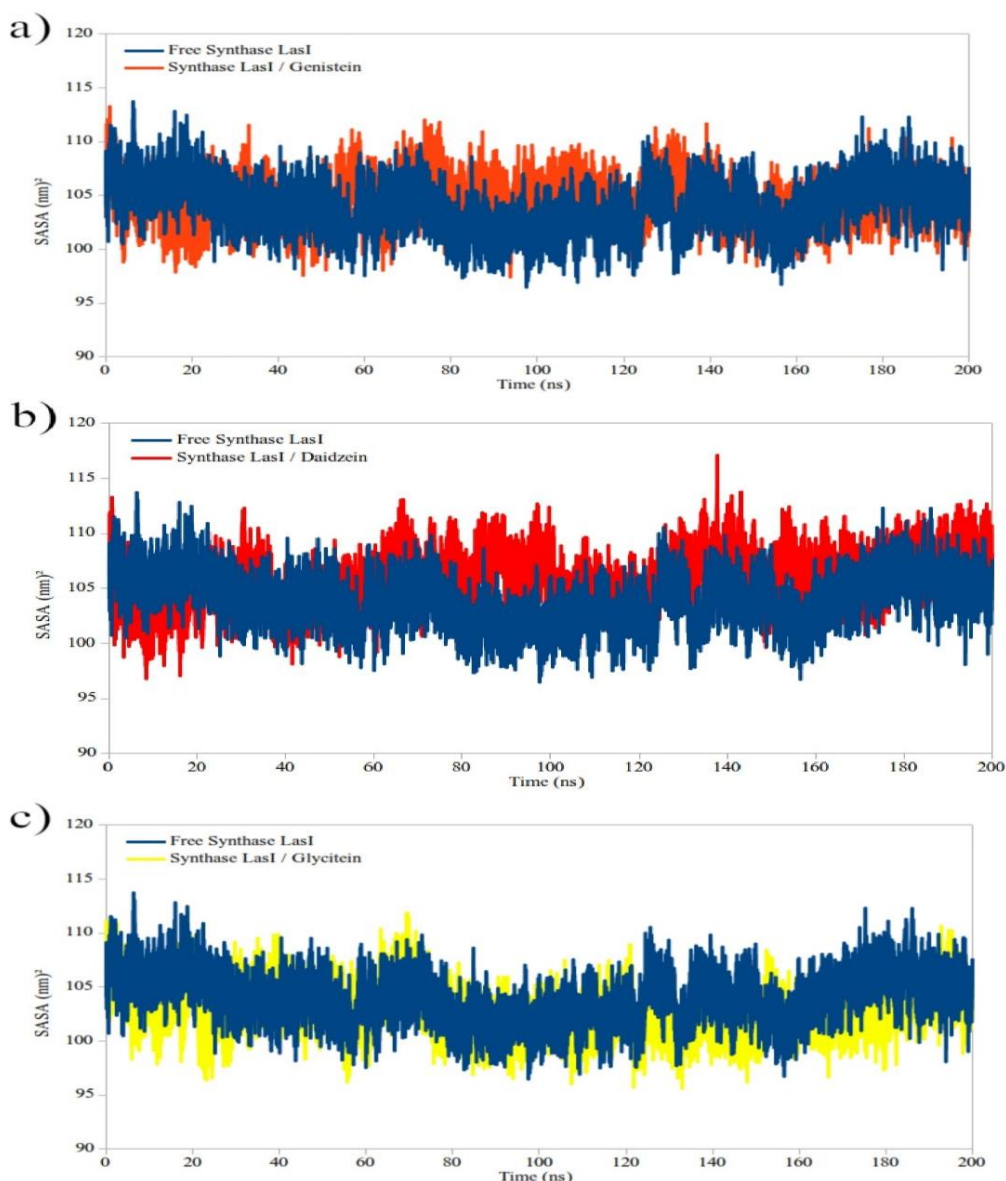 a)
120
115
110
105
100
95
90
SASA (nm)²
Free Synthase LasI
Synthase LasI / Genistein
0 20 40 60 80 100 120 140 160 180 200
Time (ns)
b)
120
115
110
105
100
95
90
SASA (nm)²
Free Synthase LasI
Synthase LasI / Daidzein
0 20 40 60 80 100 120 140 160 180 200
Time (ns)
c)
120
115
110
105
100
95
90
SASA (nm)²
Free Synthase LasI
Synthase LasI / Glycitein
0 20 40 60 80 100 120 140 160 180 200
Time (ns)